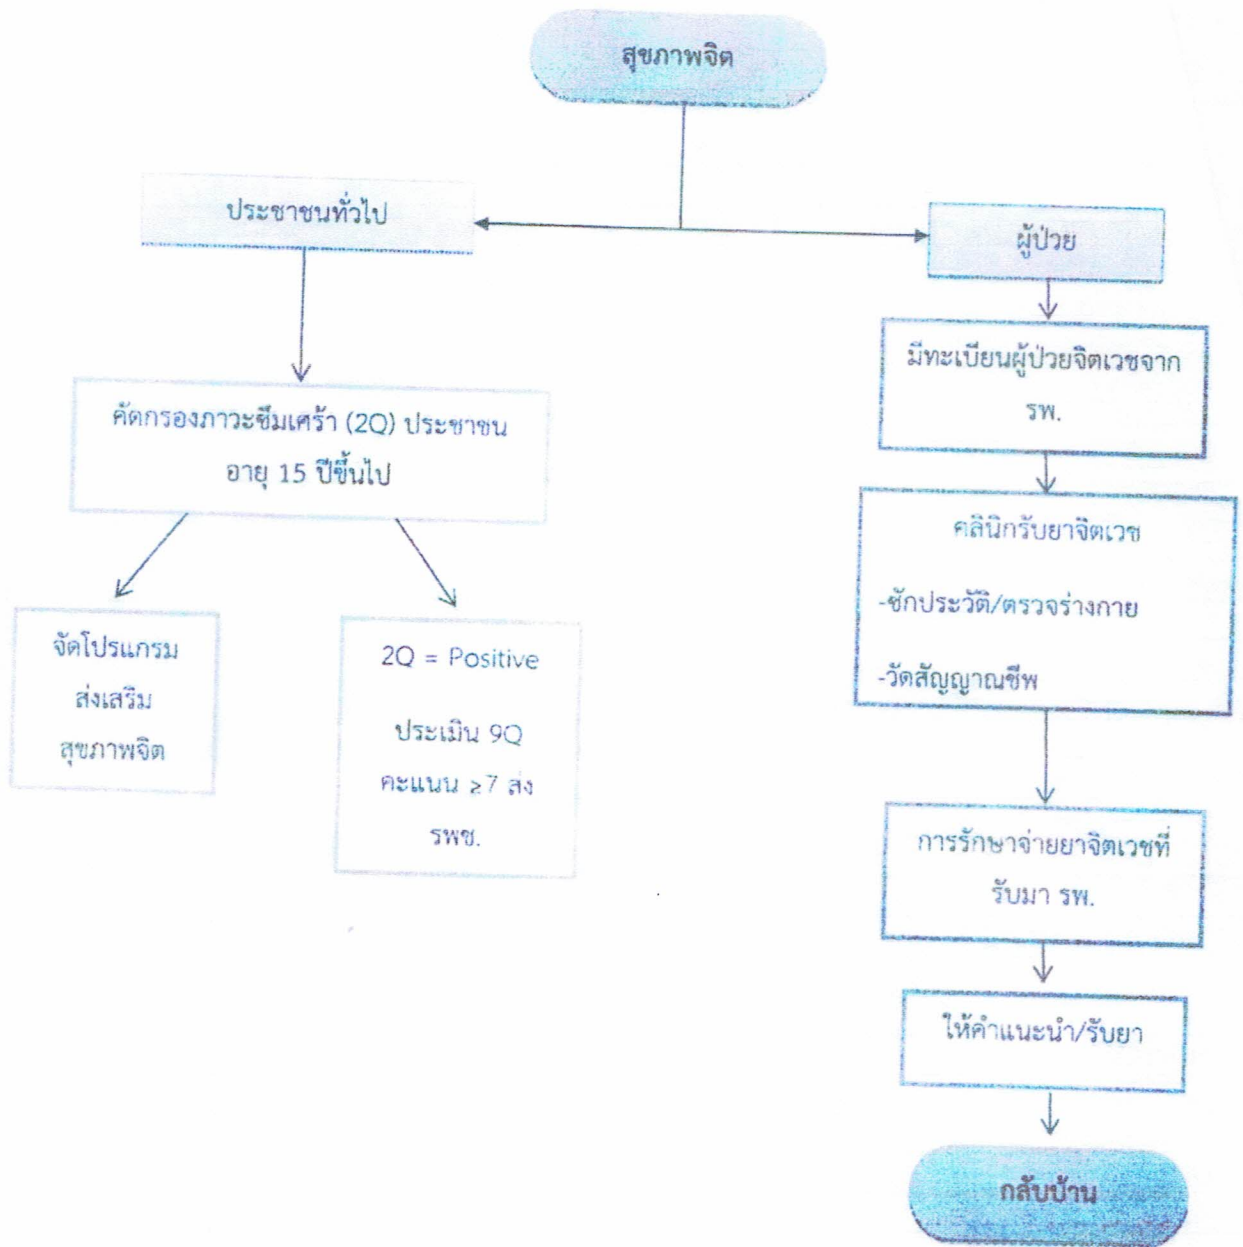 สุขภาพจิต
ประชาชนทั่วไป
ผู้ป่วย
คัดกรองภาวะซึมเศร้า (2Q) ประชาชน
อายุ 15 ปีขึ้นไป
จัดโปรแกรม
ส่งเสริม
สุขภาพจิต
2Q = Positive
ประเมิน 9Q
คะแนน ≥7 ส่ง
รพช.
มีทะเบียนผู้ป่วยจิตเวชจาก
รพ.
คลินิกรับยาจิตเวช
-ซักประวัติ/ตรวจร่างกาย
-วัดสัญญาณชีพ
การรักษาจ่ายยาจิตเวชที่
รับมา รพ.
ให้คำแนะนำ/รับยา
กลับบ้าน